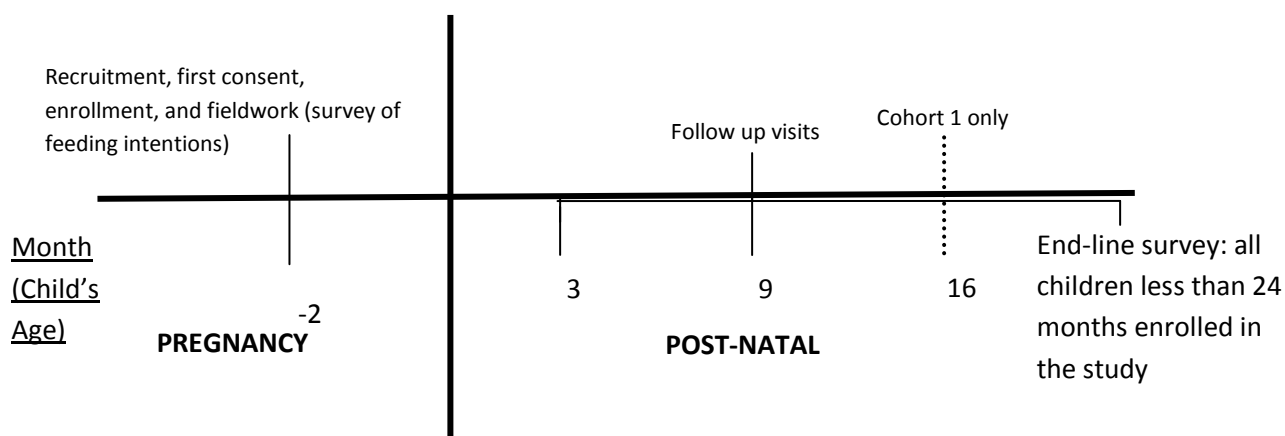 Recruitment, first consent,
enrollment, and fieldwork (survey of
feeding intentions)
Follow up visits
Cohort 1 only
Month
(Child’s
Age)
-2
3
9
16
End-line survey: all
children less than 24
months enrolled in
the study
PREGNANCY
POST-NATAL